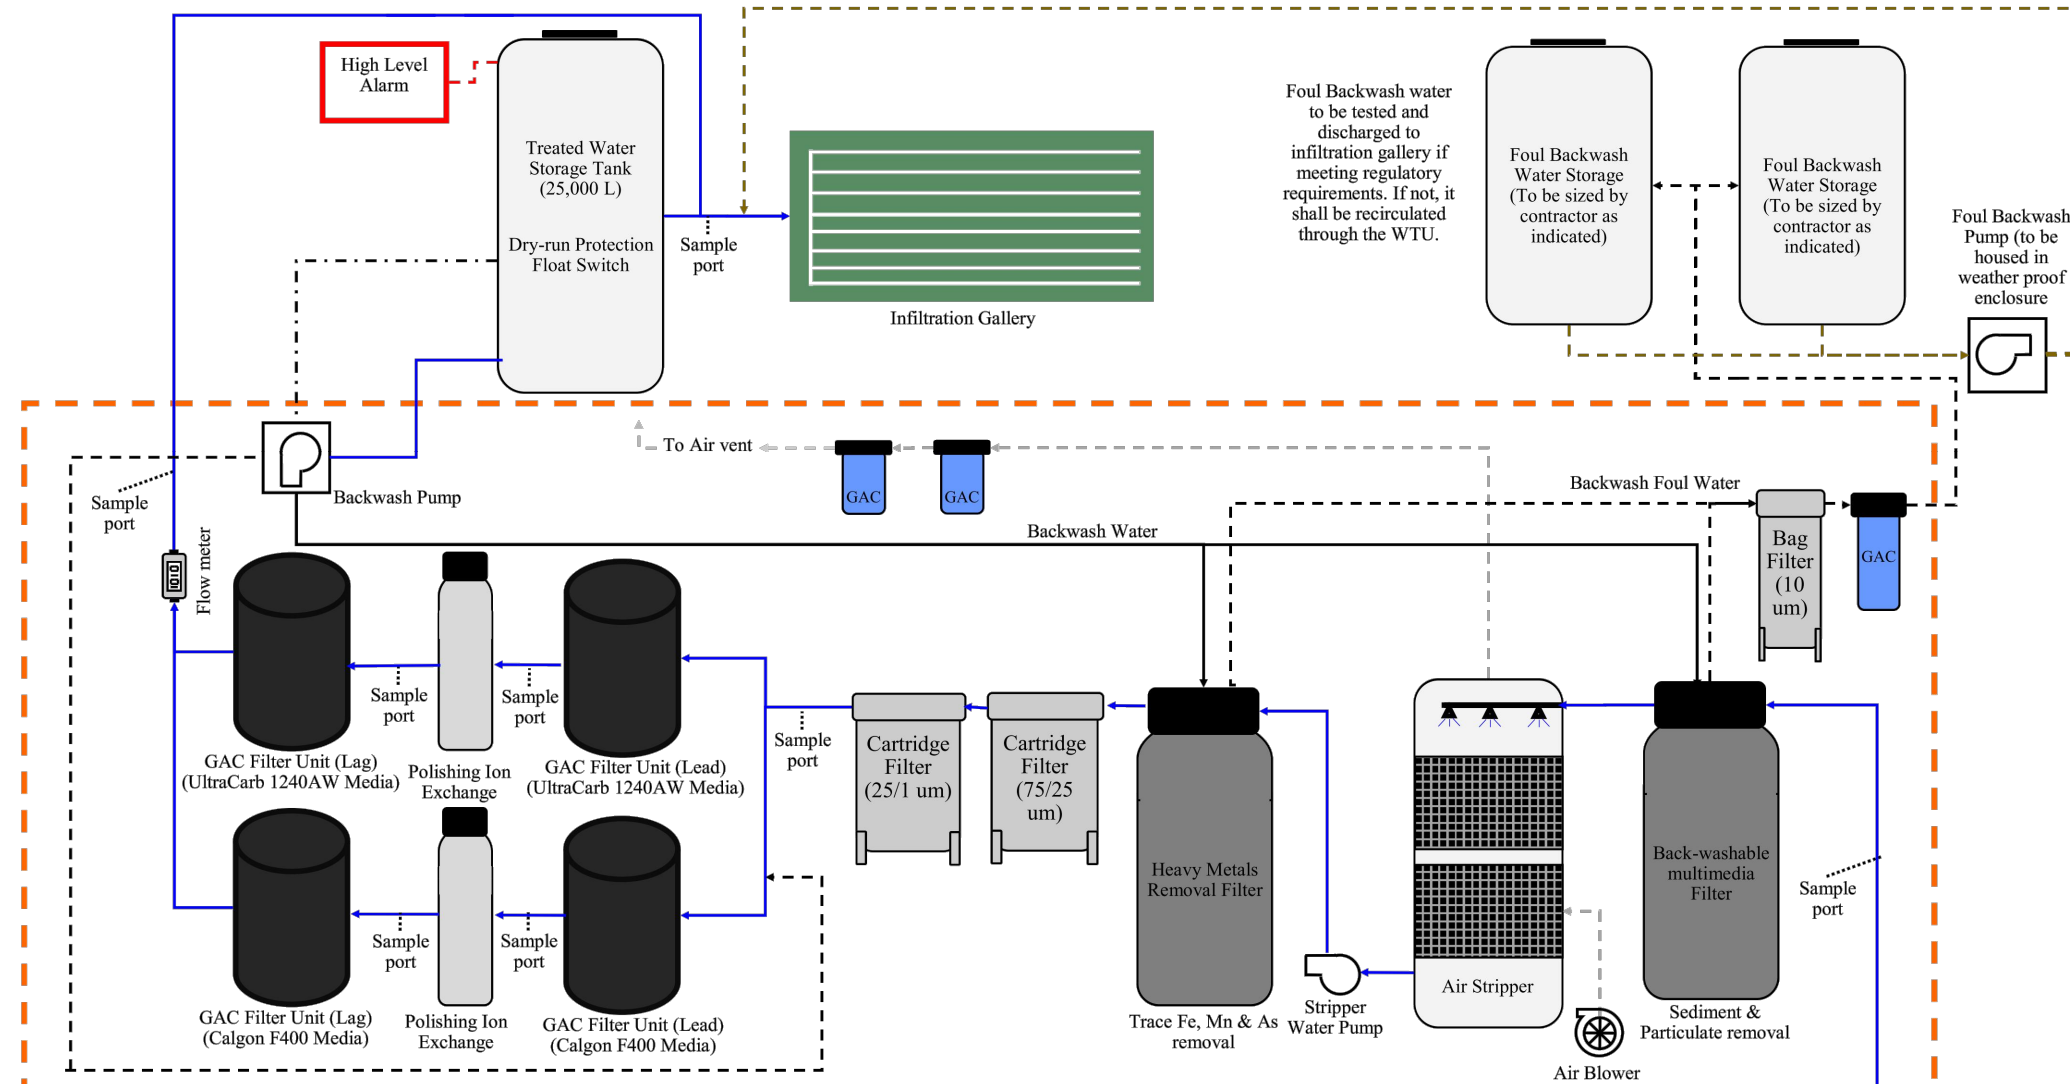 High Level
Alarm
Treated Water
Storage Tank
(25,000 L)
Dry-run Protection
Float Switch
Sample
port
Infiltration Gallery
Foul Backwash water
to be tested and
discharged to
infiltration gallery if
meeting regulatory
requirements. If not, it
shall be recirculated
through the WTU.
Foul Backwash
Water Storage
(To be sized by
contractor as
indicated)
Foul Backwash
Water Storage
(To be sized by
contractor as
indicated)
Foul Backwash
Pump (to be
housed in
weather proof
enclosure
Sample
port
Backwash Pump
To Air vent
GAC
GAC
Backwash Foul Water
Backwash Water
Bag
Filter
(10
um)
GAC
Flow meter
GAC Filter Unit (Lag)
(UltraCarb 1240AW Media)
Sample
port
Polishing Ion
Exchange
Sample
port
GAC Filter Unit (Lead)
(UltraCarb 1240AW Media)
Sample
port
Cartridge
Filter
(25/1 um)
Cartridge
Filter
(75/25
um)
Heavy Metals
Removal Filter
Trace Fe, Mn & As
removal
Stripper
Water Pump
Air Stripper
Air Blower
Back-washable
multimedia
Filter
Sediment &
Particulate removal
Sample
port
GAC Filter Unit (Lag)
(Calgon F400 Media)
Sample
port
Polishing Ion
Exchange
Sample
port
GAC Filter Unit (Lead)
(Calgon F400 Media)